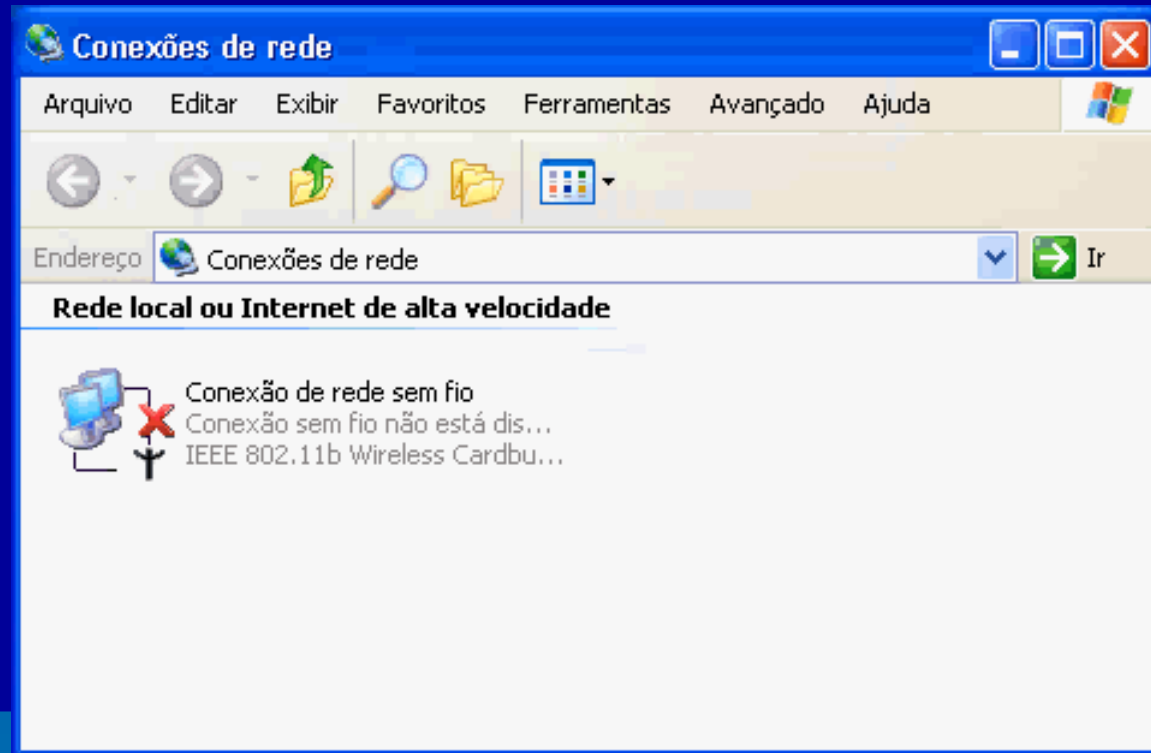 Conexões de rede
Arquivo Editar Exibir Favoritos Ferramentas Avançado Ajuda
Endereço Conexões de rede Ir
Rede local ou Internet de alta velocidade
Conexão de rede sem fio
Conexão sem fio não está dis...
IEEE 802.11b Wireless Cardbu...